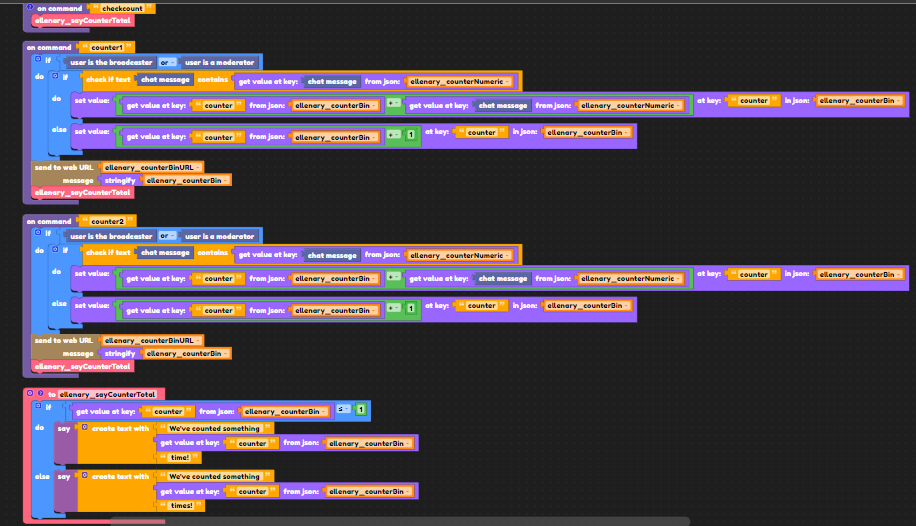 on command “ checkcount ”
ellenary_sayCounterTotal
on command “ counter1 ”
if user is the broadcaster or user is a moderator
do if check if text chat message contains get value at key: chat message from json: ellenary_counterNumeric
do set value: get value at key: “ counter ” from json: ellenary_counterBin + get value at key: chat message from json: ellenary_counterNumeric at key: “ counter ” in json: ellenary_counterBin
else set value: get value at key: “ counter ” from json: ellenary_counterBin + 1 at key: “ counter ” in json: ellenary_counterBin
send to web URL ellenary_counterBinURL
message stringify ellenary_counterBin
ellenary_sayCounterTotal
on command “ counter2 ”
if user is the broadcaster or user is a moderator
do if check if text chat message contains get value at key: chat message from json: ellenary_counterNumeric
do set value: get value at key: “ counter ” from json: ellenary_counterBin get value at key: chat message from json: ellenary_counterNumeric at key: “ counter ” in json: ellenary_counterBin
else set value: get value at key: “ counter ” from json: ellenary_counterBin 1 at key: “ counter ” in json: ellenary_counterBin
send to web URL ellenary_counterBinURL
message stringify ellenary_counterBin
ellenary_sayCounterTotal
to ellenary_sayCounterTotal
if get value at key: “ counter ” from json: ellenary_counterBin ≤ 1
do say create text with “ We've counted something ”
get value at key: “ counter ” from json: ellenary_counterBin
“ time! ”
else say create text with “ We've counted something ”
get value at key: “ counter ” from json: ellenary_counterBin
“ times! ”